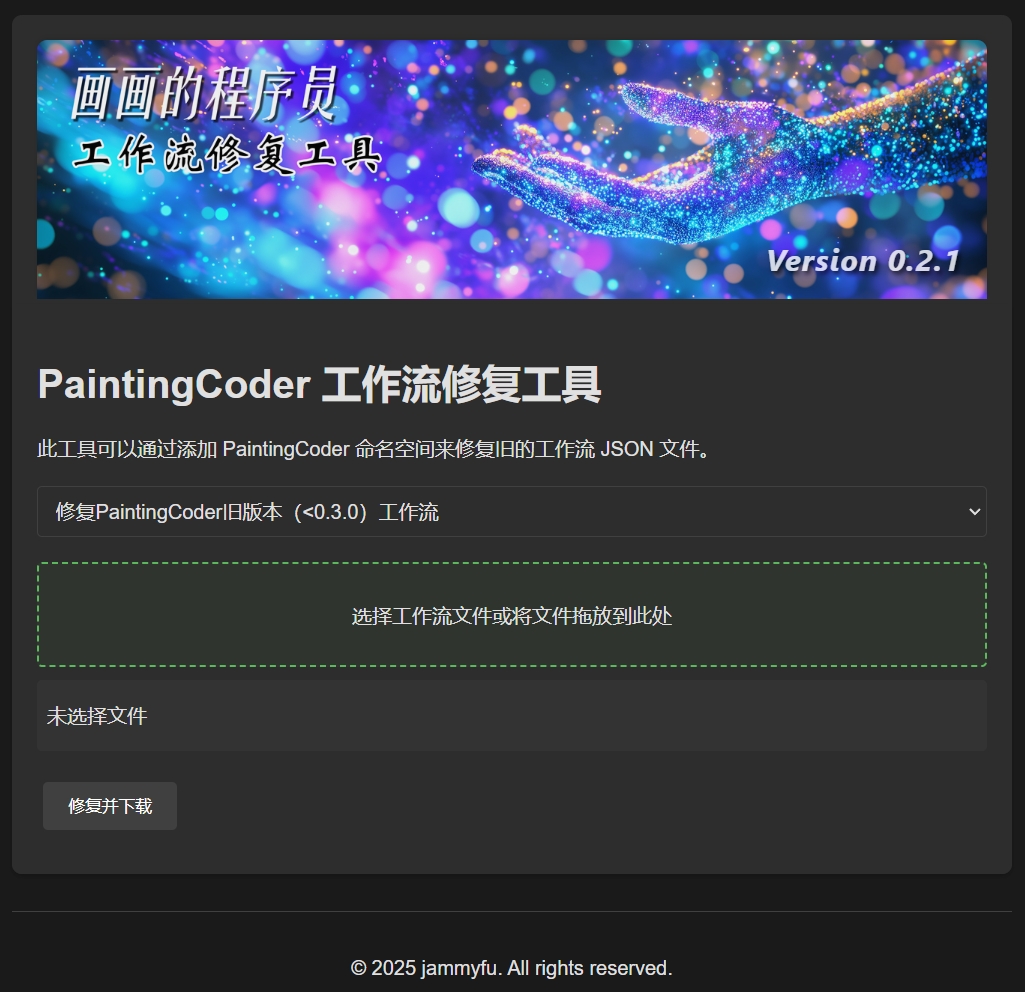 画画的程序员
工作流修复工具
Version 0.2.1
PaintingCoder 工作流修复工具
此工具可以通过添加 PaintingCoder 命名空间来修复旧的工作流 JSON 文件。
修复PaintingCoder旧版本（<0.3.0）工作流
选择工作流文件或将文件拖放到此处
未选择文件
修复并下载
© 2025 jammyfu. All rights reserved.